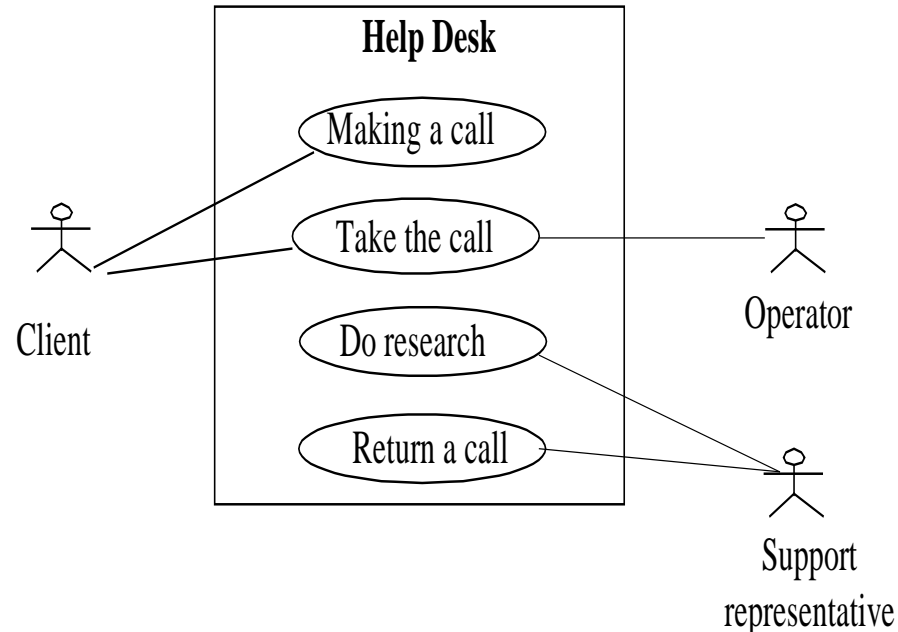 Help Desk
Making a call
Take the call
Do research
Return a call
Client
Operator
Support
representative